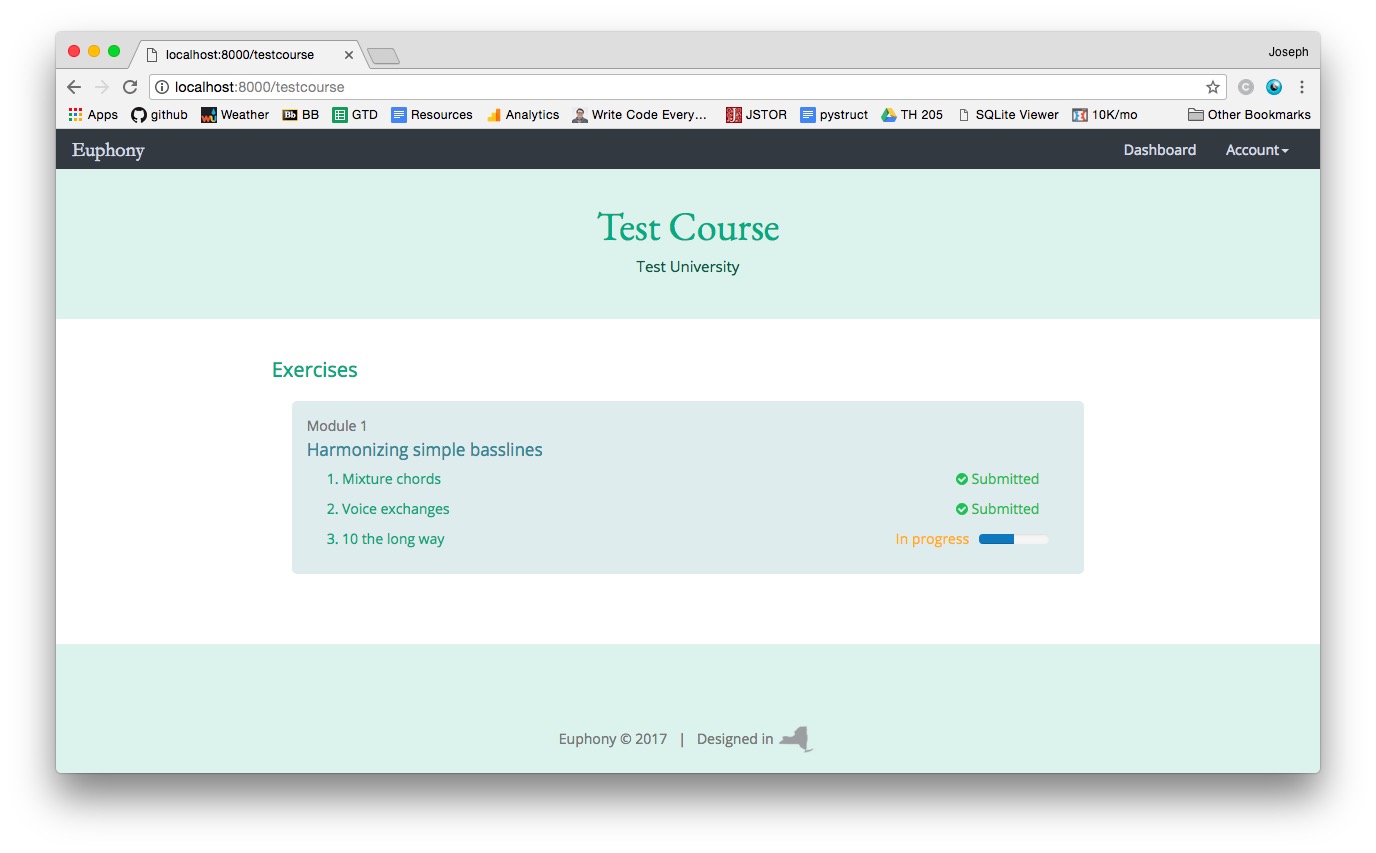 localhost:8000/testcourse
Joseph
localhost:8000/testcourse
Apps github Weather Bb BB GTD Resources Analytics Write Code Every... JSTOR pystruct TH 205 SQLite Viewer 10K/mo Other Bookmarks
Euphony Dashboard Account
Test Course
Test University
Exercises
Module 1
Harmonizing simple basslines
1. Mixture chords Submitted
2. Voice exchanges Submitted
3. 10 the long way In progress
Euphony © 2017 | Designed in